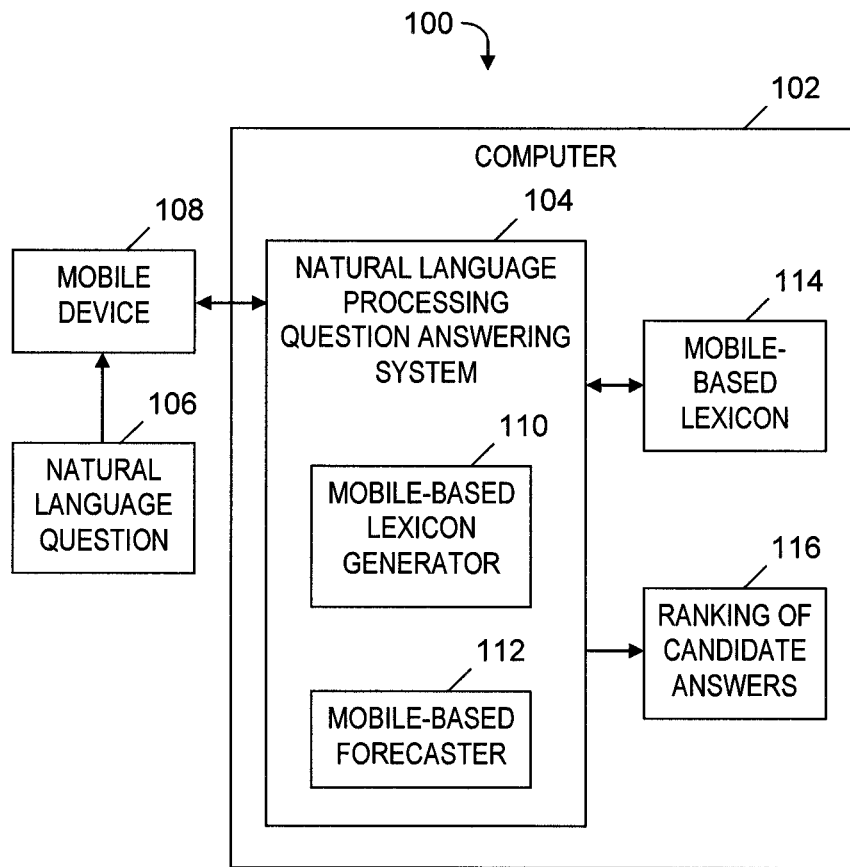 100
102
COMPUTER
104
108
MOBILE
DEVICE
NATURAL LANGUAGE
PROCESSING
QUESTION ANSWERING
SYSTEM
114
MOBILE-
BASED
LEXICON
106
NATURAL
LANGUAGE
QUESTION
110
MOBILE-BASED
LEXICON
GENERATOR
116
RANKING OF
CANDIDATE
ANSWERS
112
MOBILE-BASED
FORECASTER